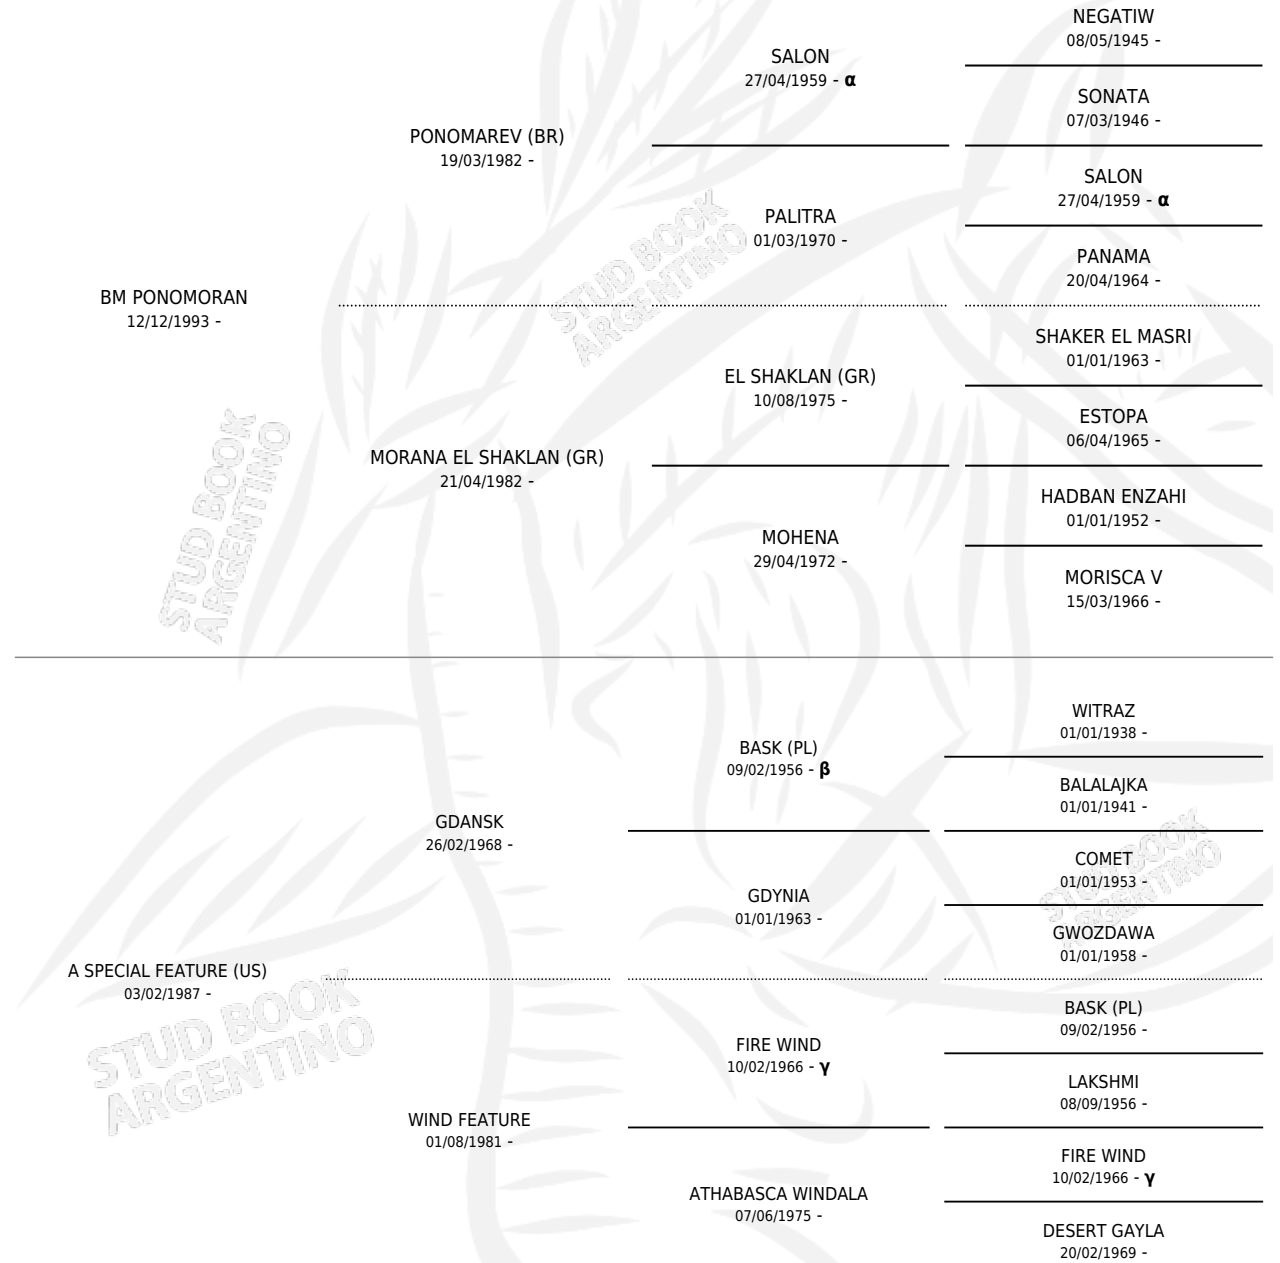 NEGATIW
08/05/1945 -
SALON
27/04/1959 - α
SONATA
07/03/1946 -
PONOMAREV (BR)
19/03/1982 -
SALON
27/04/1959 - α
PALITRA
01/03/1970 -
PANAMA
20/04/1964 -
BM PONOMORAN
12/12/1993 -
SHAKER EL MASRI
01/01/1963 -
EL SHAKLAN (GR)
10/08/1975 -
ESTOPA
06/04/1965 -
MORANA EL SHAKLAN (GR)
21/04/1982 -
HADBAN ENZAHI
01/01/1952 -
MOHENA
29/04/1972 -
MORISCA V
15/03/1966 -
WITRAZ
01/01/1938 -
BASK (PL)
09/02/1956 - β
BALALAJKA
01/01/1941 -
GDANSK
26/02/1968 -
COMET
01/01/1953 -
GDYNIA
01/01/1963 -
GWOZDAWA
01/01/1958 -
A SPECIAL FEATURE (US)
03/02/1987 -
BASK (PL)
09/02/1956 -
FIRE WIND
10/02/1966 - γ
LAKSHMI
08/09/1956 -
WIND FEATURE
01/08/1981 -
FIRE WIND
10/02/1966 - γ
ATHABASCA WINDALA
07/06/1975 -
DESERT GAYLA
20/02/1969 -
STUD BOOK
ARGENTINO
STUD BOOK
ARGENTINO
STUD BOOK
ARGENTINO
STUD BOOK
ARGENTINO